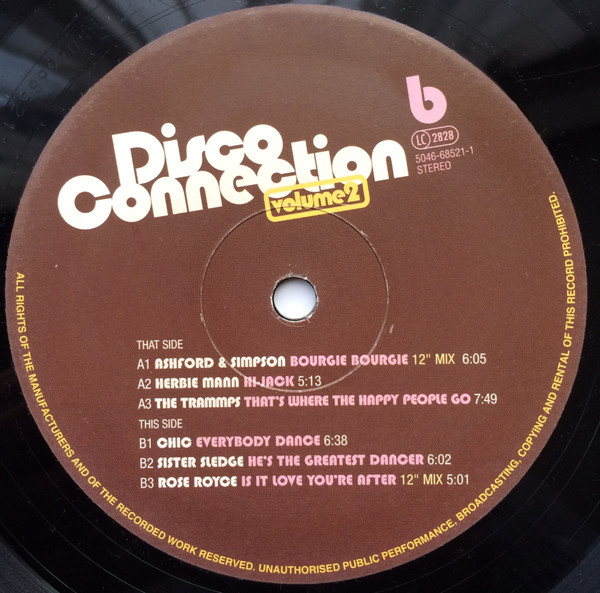 b
LC 2828
5046-68521-1
STEREO
Disco
Connection
volume2
THAT SIDE
A1 ASHFORD & SIMPSON BOURGIE BOURGIE 12" MIX 6:05
A2 HERBIE MANN HI-JACK 5:13
A3 THE TRAMMPS THAT'S WHERE THE HAPPY PEOPLE GO 7:49
THIS SIDE
B1 CHIC EVERYBODY DANCE 6:38
B2 SISTER SLEDGE HE'S THE GREATEST DANCER 6:02
B3 ROSE ROYCE IS IT LOVE YOU'RE AFTER 12" MIX 5:01
ALL RIGHTS OF THE MANUFACTURERS AND OF THE RECORDED WORK RESERVED. UNAUTHORISED PUBLIC PERFORMANCE, BROADCASTING, COPYING AND RENTAL OF THIS RECORD PROHIBITED.